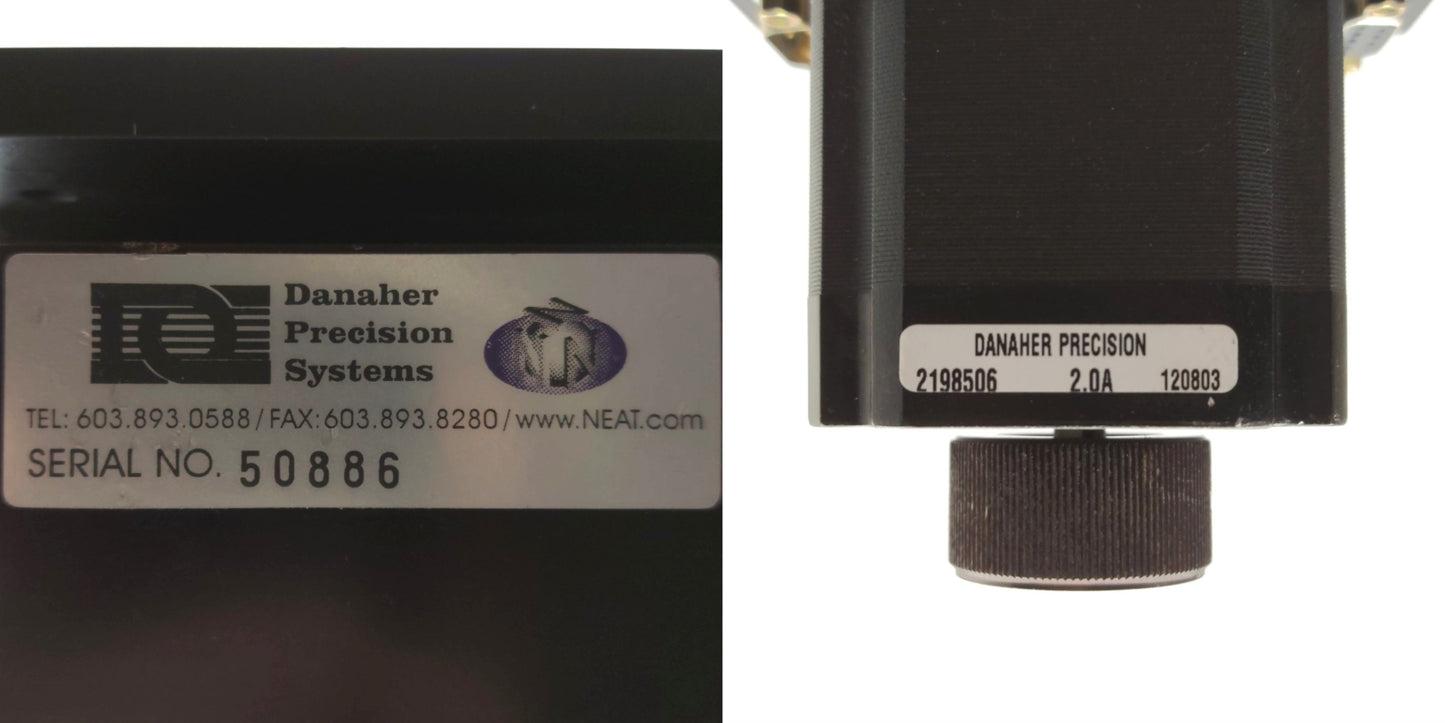 Danaher
Precision
Systems
TEL: 603.893.0588/FAX:603.893.8280/www.NEAT.com
SERIAL NO. 50886
DANAHER PRECISION
2198506 2.0A 120803